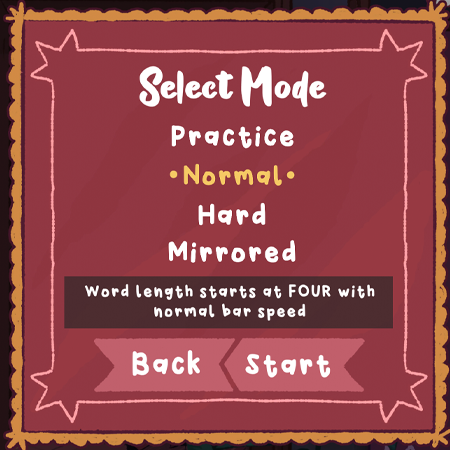 Select Mode
Practice
•Normal•
Hard
Mirrored
Word length starts at FOUR with
normal bar speed
Back Start